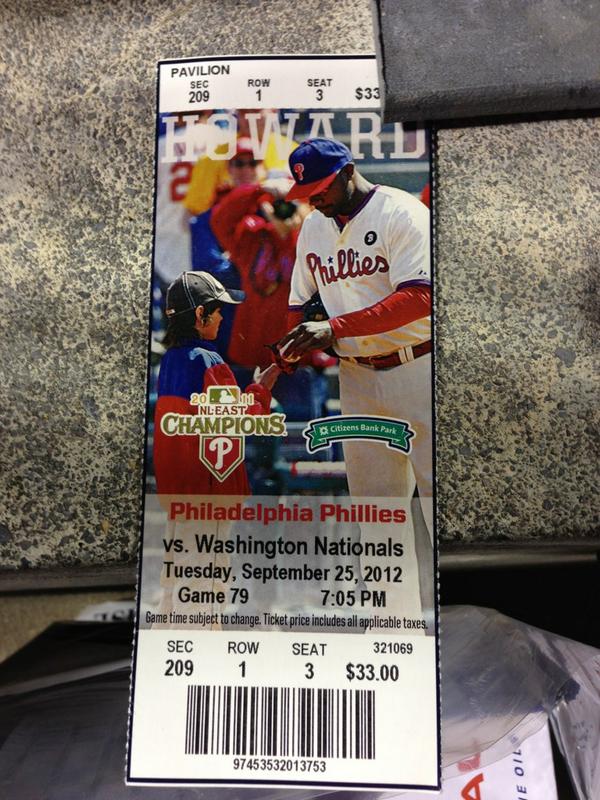 PAVILION
SEC ROW SEAT
209 1 3 $33
HOWARD
2
P
Phillies
2011
NL EAST
CHAMPIONS
P
Citizens Bank Park
Philadelphia Phillies
vs. Washington Nationals
Tuesday, September 25, 2012
Game 79 7:05 PM
Game time subject to change. Ticket price includes all applicable taxes.
SEC ROW SEAT 321069
209 1 3 $33.00
97453532013753
E OIL